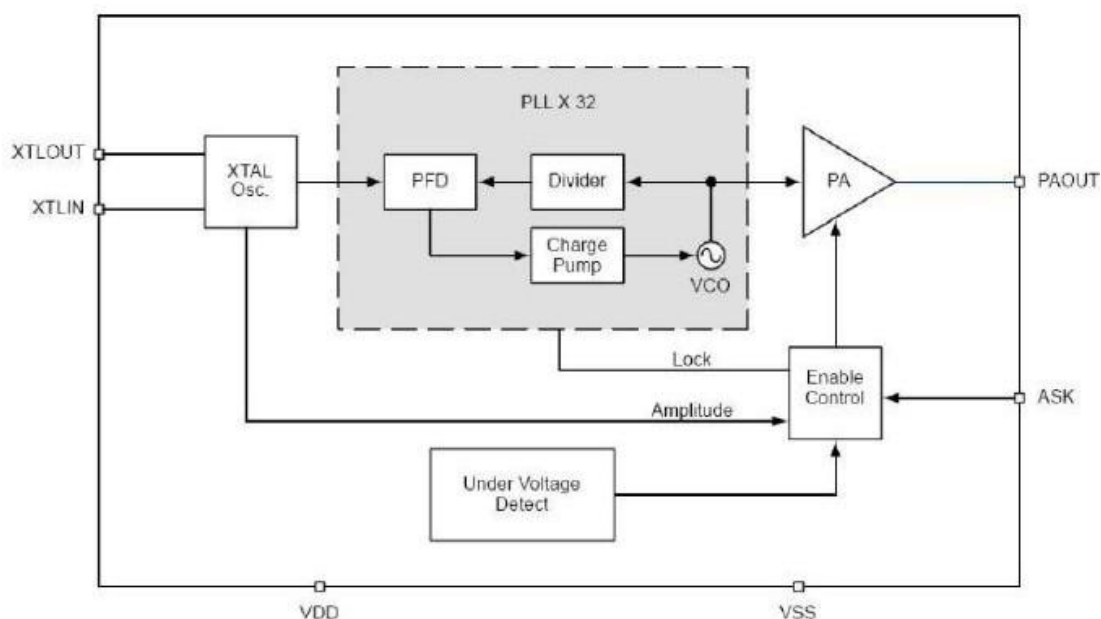 PLL X 32
XTLOUT
XTAL
Osc.
PFD
Divider
PA
PAOUT
XTLIN
Charge
Pump
VCO
Lock
Enable
Control
ASK
Amplitude
Under Voltage
Detect
VDD
VSS